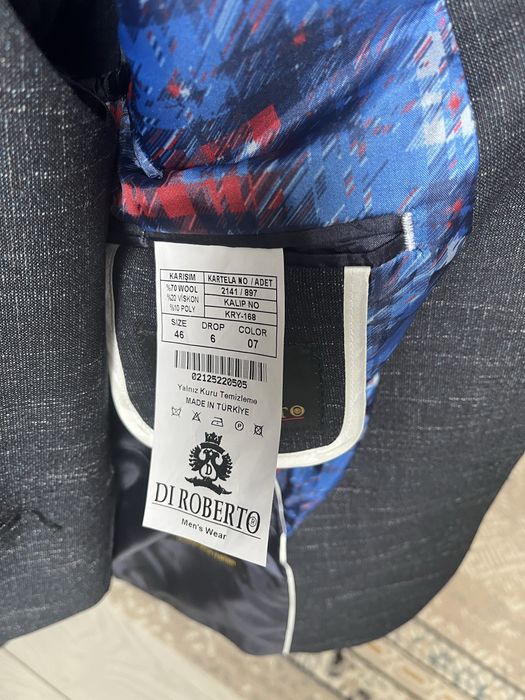 KARIŞIM KARTELA NO / ADET
%70 WOOL 2141 / 897
%20 VİSKON KALIP NO
%10 POLY KRY-168
SIZE DROP COLOR
46 6 07
02125220505
Yalnız Kuru Temizleme
MADE IN TÜRKİYE
DI ROBERTO®
Men's Wear